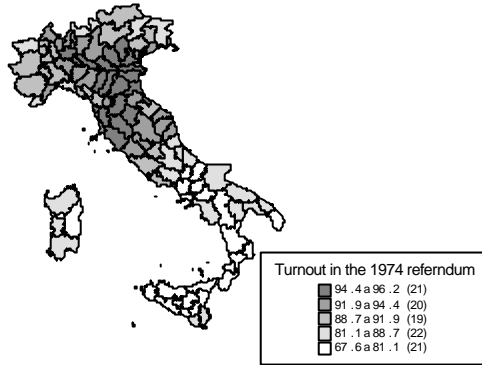 Turnout in the 1974 referndum
94 .4 a 96 .2 (21)
91 .9 a 94 .4 (20)
88 .7 a 91 .9 (19)
81 .1 a 88 .7 (22)
67 .6 a 81 .1 (21)